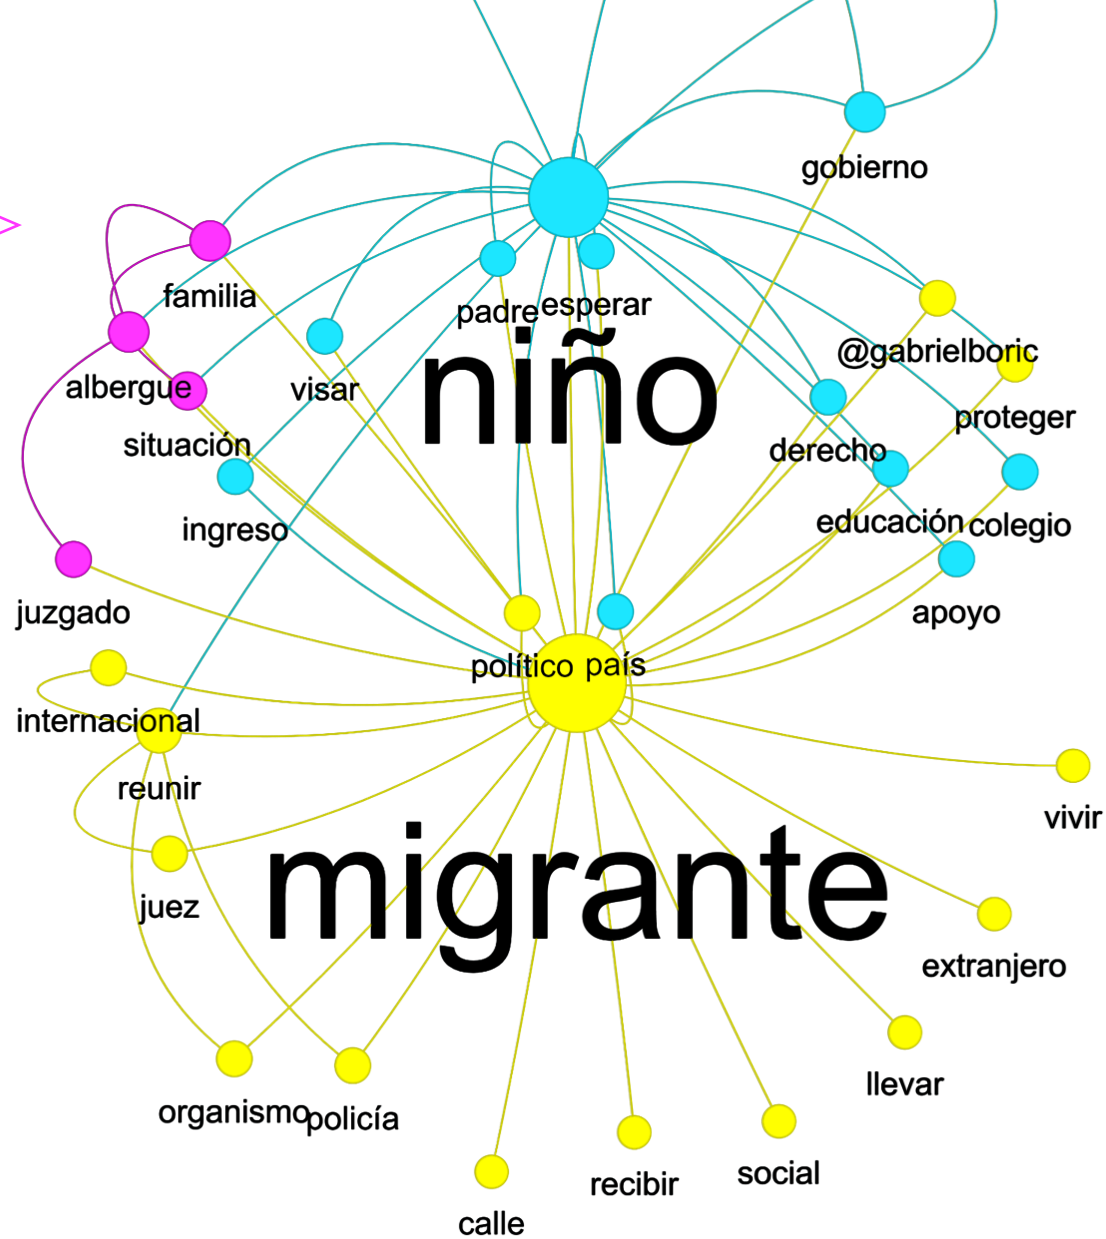 gobierno
familia
padre
esperar
niño
@gabrielboric
albergue
visar
proteger
situación
derecho
ingreso
educación
colegio
juzgado
apoyo
político
país
internacional
reunir
vivir
migrante
juez
extranjero
llevar
organismo
policía
recibir
social
calle